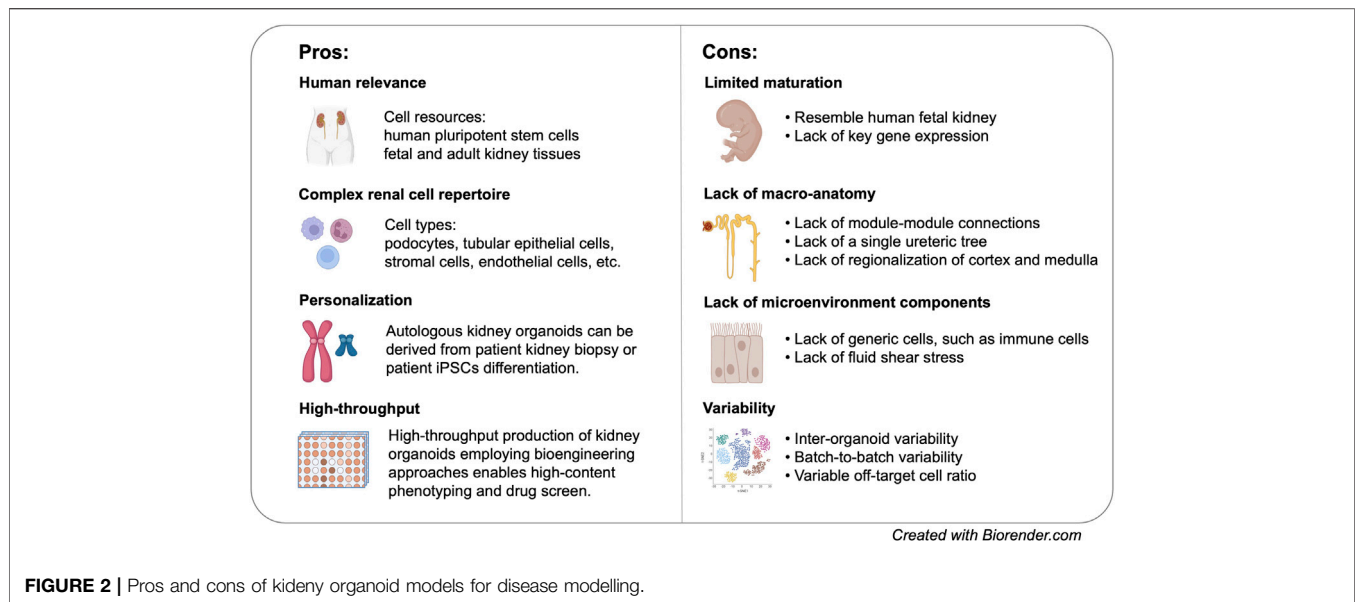 Pros:
Human relevance
Cell resources:
human pluripotent stem cells
fetal and adult kidney tissues
Complex renal cell repertoire
Cell types:
podocytes, tubular epithelial cells,
stromal cells, endothelial cells, etc.
Personalization
Autologous kidney organoids can be
derived from patient kidney biopsy or
patient iPSCs differentiation.
High-throughput
High-throughput production of kidney
organoids employing bioengineering
approaches enables high-content
phenotyping and drug screen.
Cons:
Limited maturation
• Resemble human fetal kidney
• Lack of key gene expression
Lack of macro-anatomy
• Lack of module-module connections
• Lack of a single ureteric tree
• Lack of regionalization of cortex and medulla
Lack of microenvironment components
• Lack of generic cells, such as immune cells
• Lack of fluid shear stress
Variability
• Inter-organoid variability
• Batch-to-batch variability
• Variable off-target cell ratio
Created with Biorender.com
FIGURE 2 | Pros and cons of kideny organoid models for disease modelling.